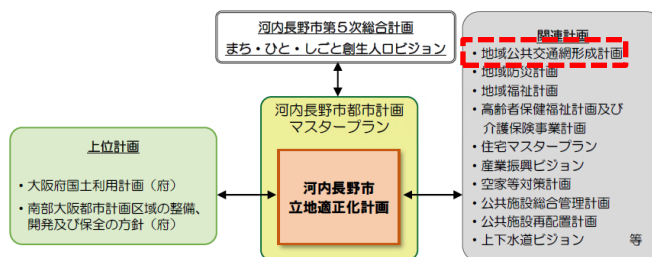 河内長野市第5次総合計画
まち・ひと・しごと創生人口ビジョン
河内長野市都市計画
マスタープラン
上位計画
・大阪府国土利用計画（府）
・南部大阪都市計画区域の整備、
開発及び保全の方針（府）
河内長野市
立地適正化計画
関連計画
・地域公共交通網形成計画
・地域防災計画
・地域福祉計画
・高齢者保健福祉計画及び
介護保険事業計画
・住宅マスタープラン
・産業振興ビジョン
・空家等対策計画
・公共施設総合管理計画
・公共施設再配置計画
・上下水道ビジョン　等